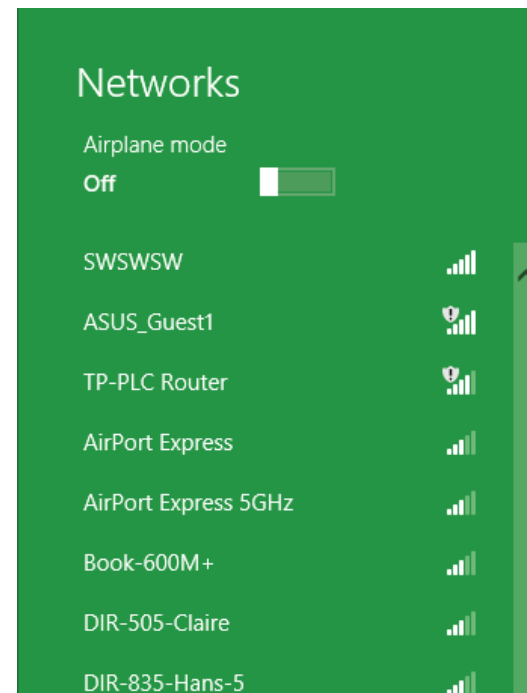 Networks
Airplane mode
Off
SWSWSW
ASUS_Guest1
TP-PLC Router
AirPort Express
AirPort Express 5GHz
Book-600M+
DIR-505-Claire
DIR-835-Hans-5